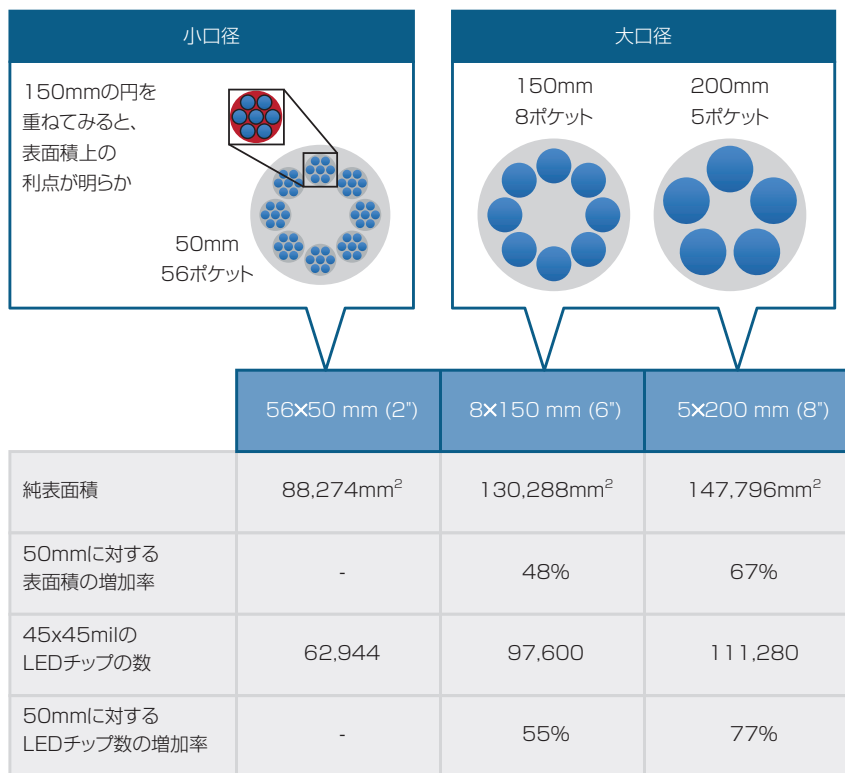 小口径
150mmの円を
重ねてみると、
表面積上の
利点が明らか
50mm
56ポケット
大口径
150mm
8ポケット
200mm
5ポケット
56×50 mm (2")
8×150 mm (6")
5×200 mm (8")
純表面積
88,274mm²
130,288mm²
147,796mm²
50mmに対する
表面積の増加率
-
48%
67%
45x45milの
LEDチップの数
62,944
97,600
111,280
50mmに対する
LEDチップ数の増加率
-
55%
77%